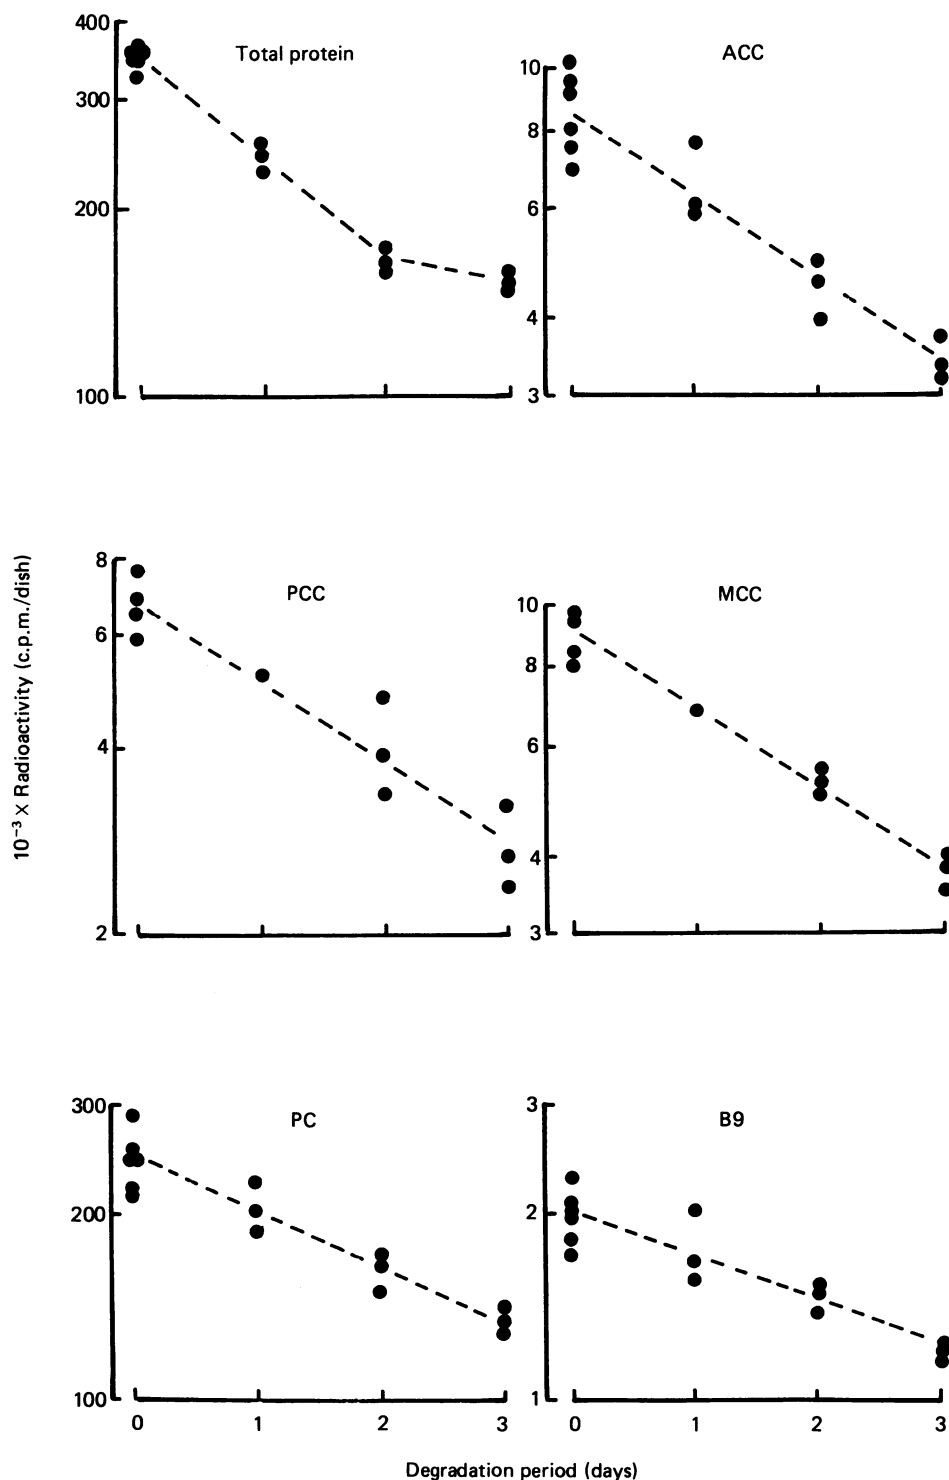 Total protein
400
300
200
100
ACC
10
8
6
4
3
10⁻³ X Radioactivity (c.p.m./dish)
PCC
8
6
4
2
MCC
10
8
6
4
3
PC
300
200
100
0 1 2 3
B9
3
2
1
0 1 2 3
Degradation period (days)